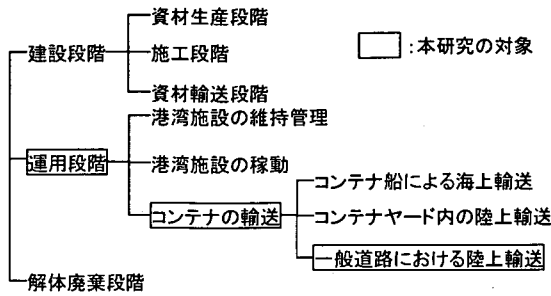 資材生産段階
建設段階
施工段階
:本研究の対象
資材輸送段階
港湾施設の維持管理
運用段階
港湾施設の稼動
コンテナ船による海上輸送
コンテナの輸送
コンテナヤード内の陸上輸送
一般道路における陸上輸送
解体廃棄段階